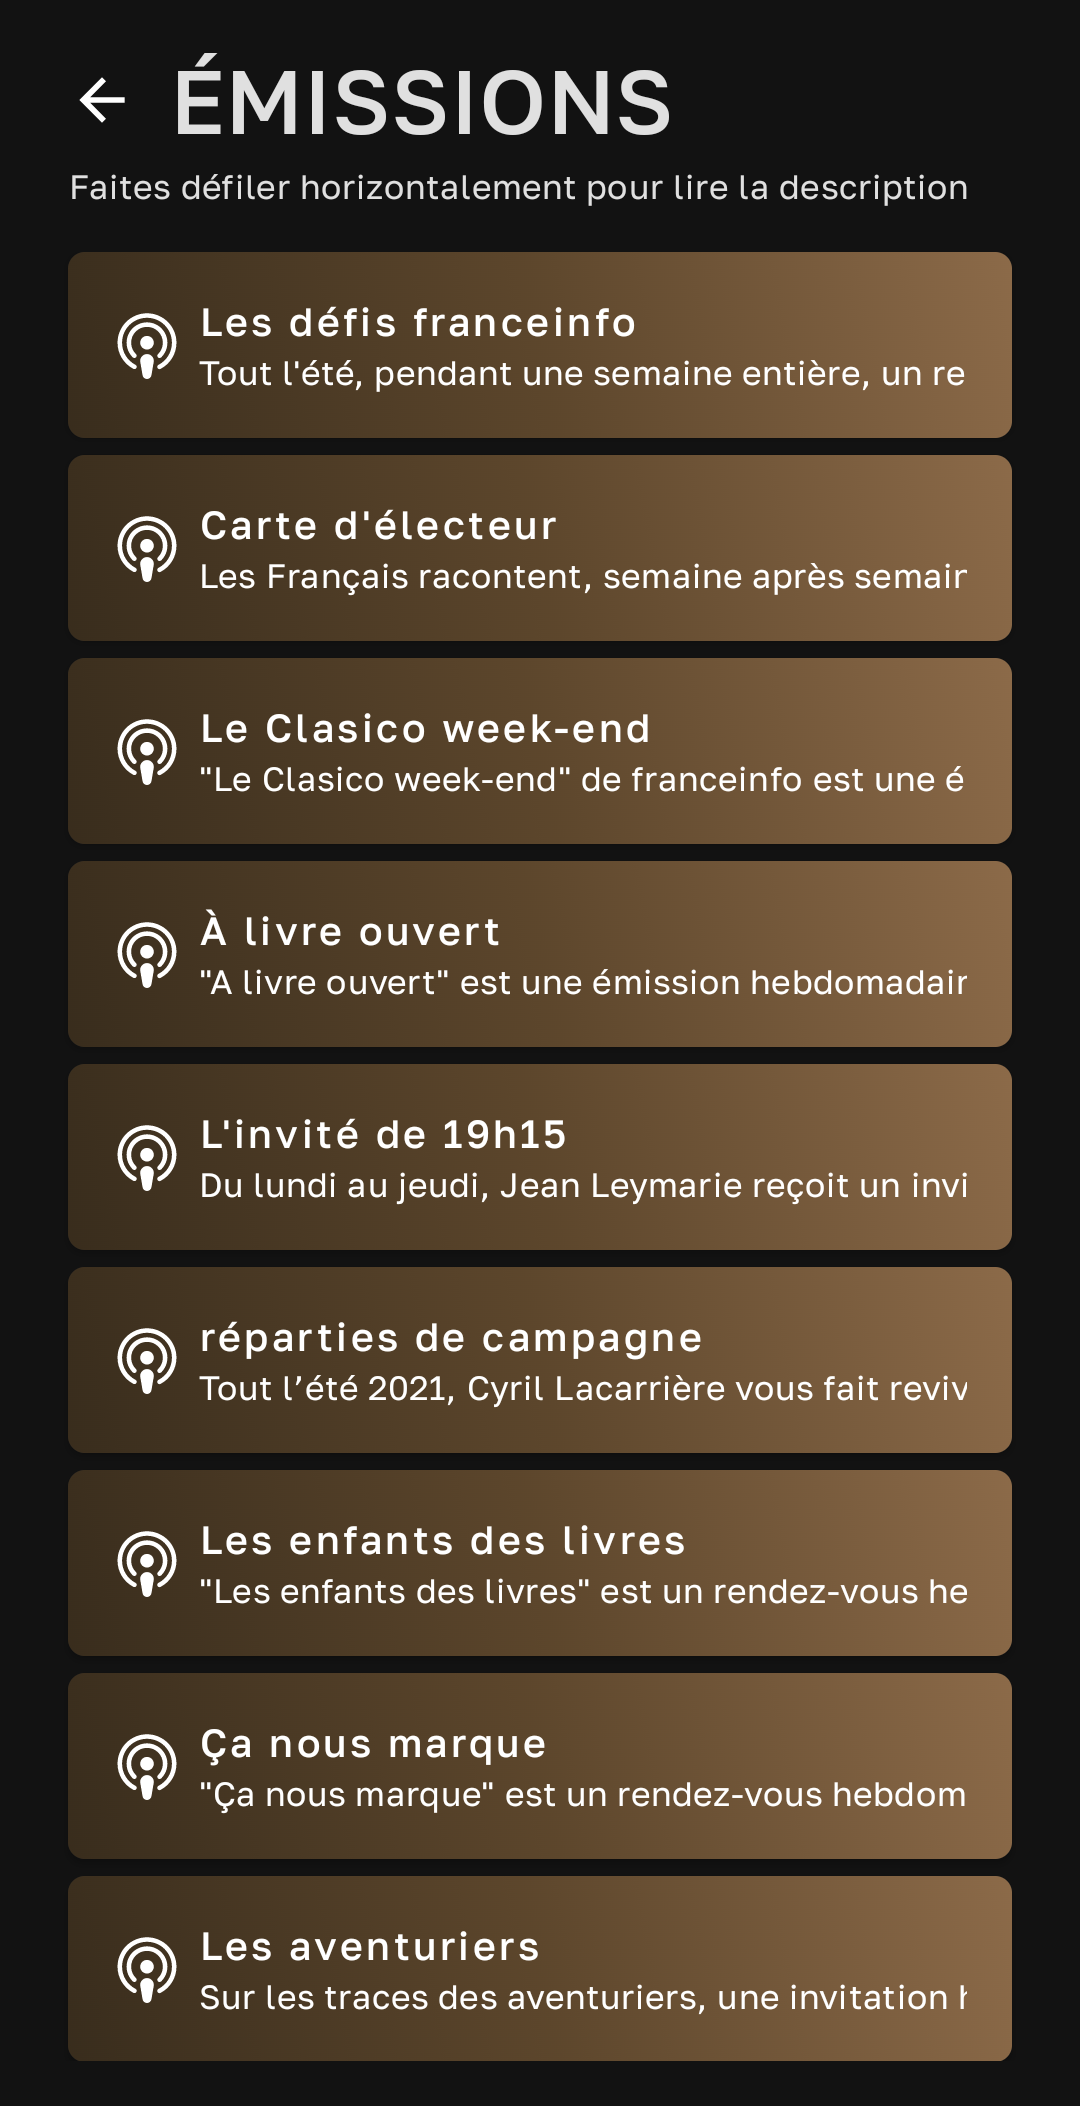 ÉMISSIONS
Faites défiler horizontalement pour lire la description
Les défis franceinfo
Tout l'été, pendant une semaine entière, un re
Carte d'électeur
Les Français racontent, semaine après
Le Clasico week-end
"Le Clasico week-end" de franceinfo est une é
À livre ouvert
"A livre ouvert" est une émission hebdomadair
L'invité de 19h15
Du lundi au jeudi, Jean Leymarie reçoit un invi
réparties de campagne
Tout l’été 2021, Cyril Lacarrière vous fait reviv
Les enfants des livres
"Les enfants des livres" est un rendez-vous he
Ça nous marque
"Ça nous marque" est un rendez-vous hebdom
Les aventuriers
Sur les traces des aventuriers, une invitation